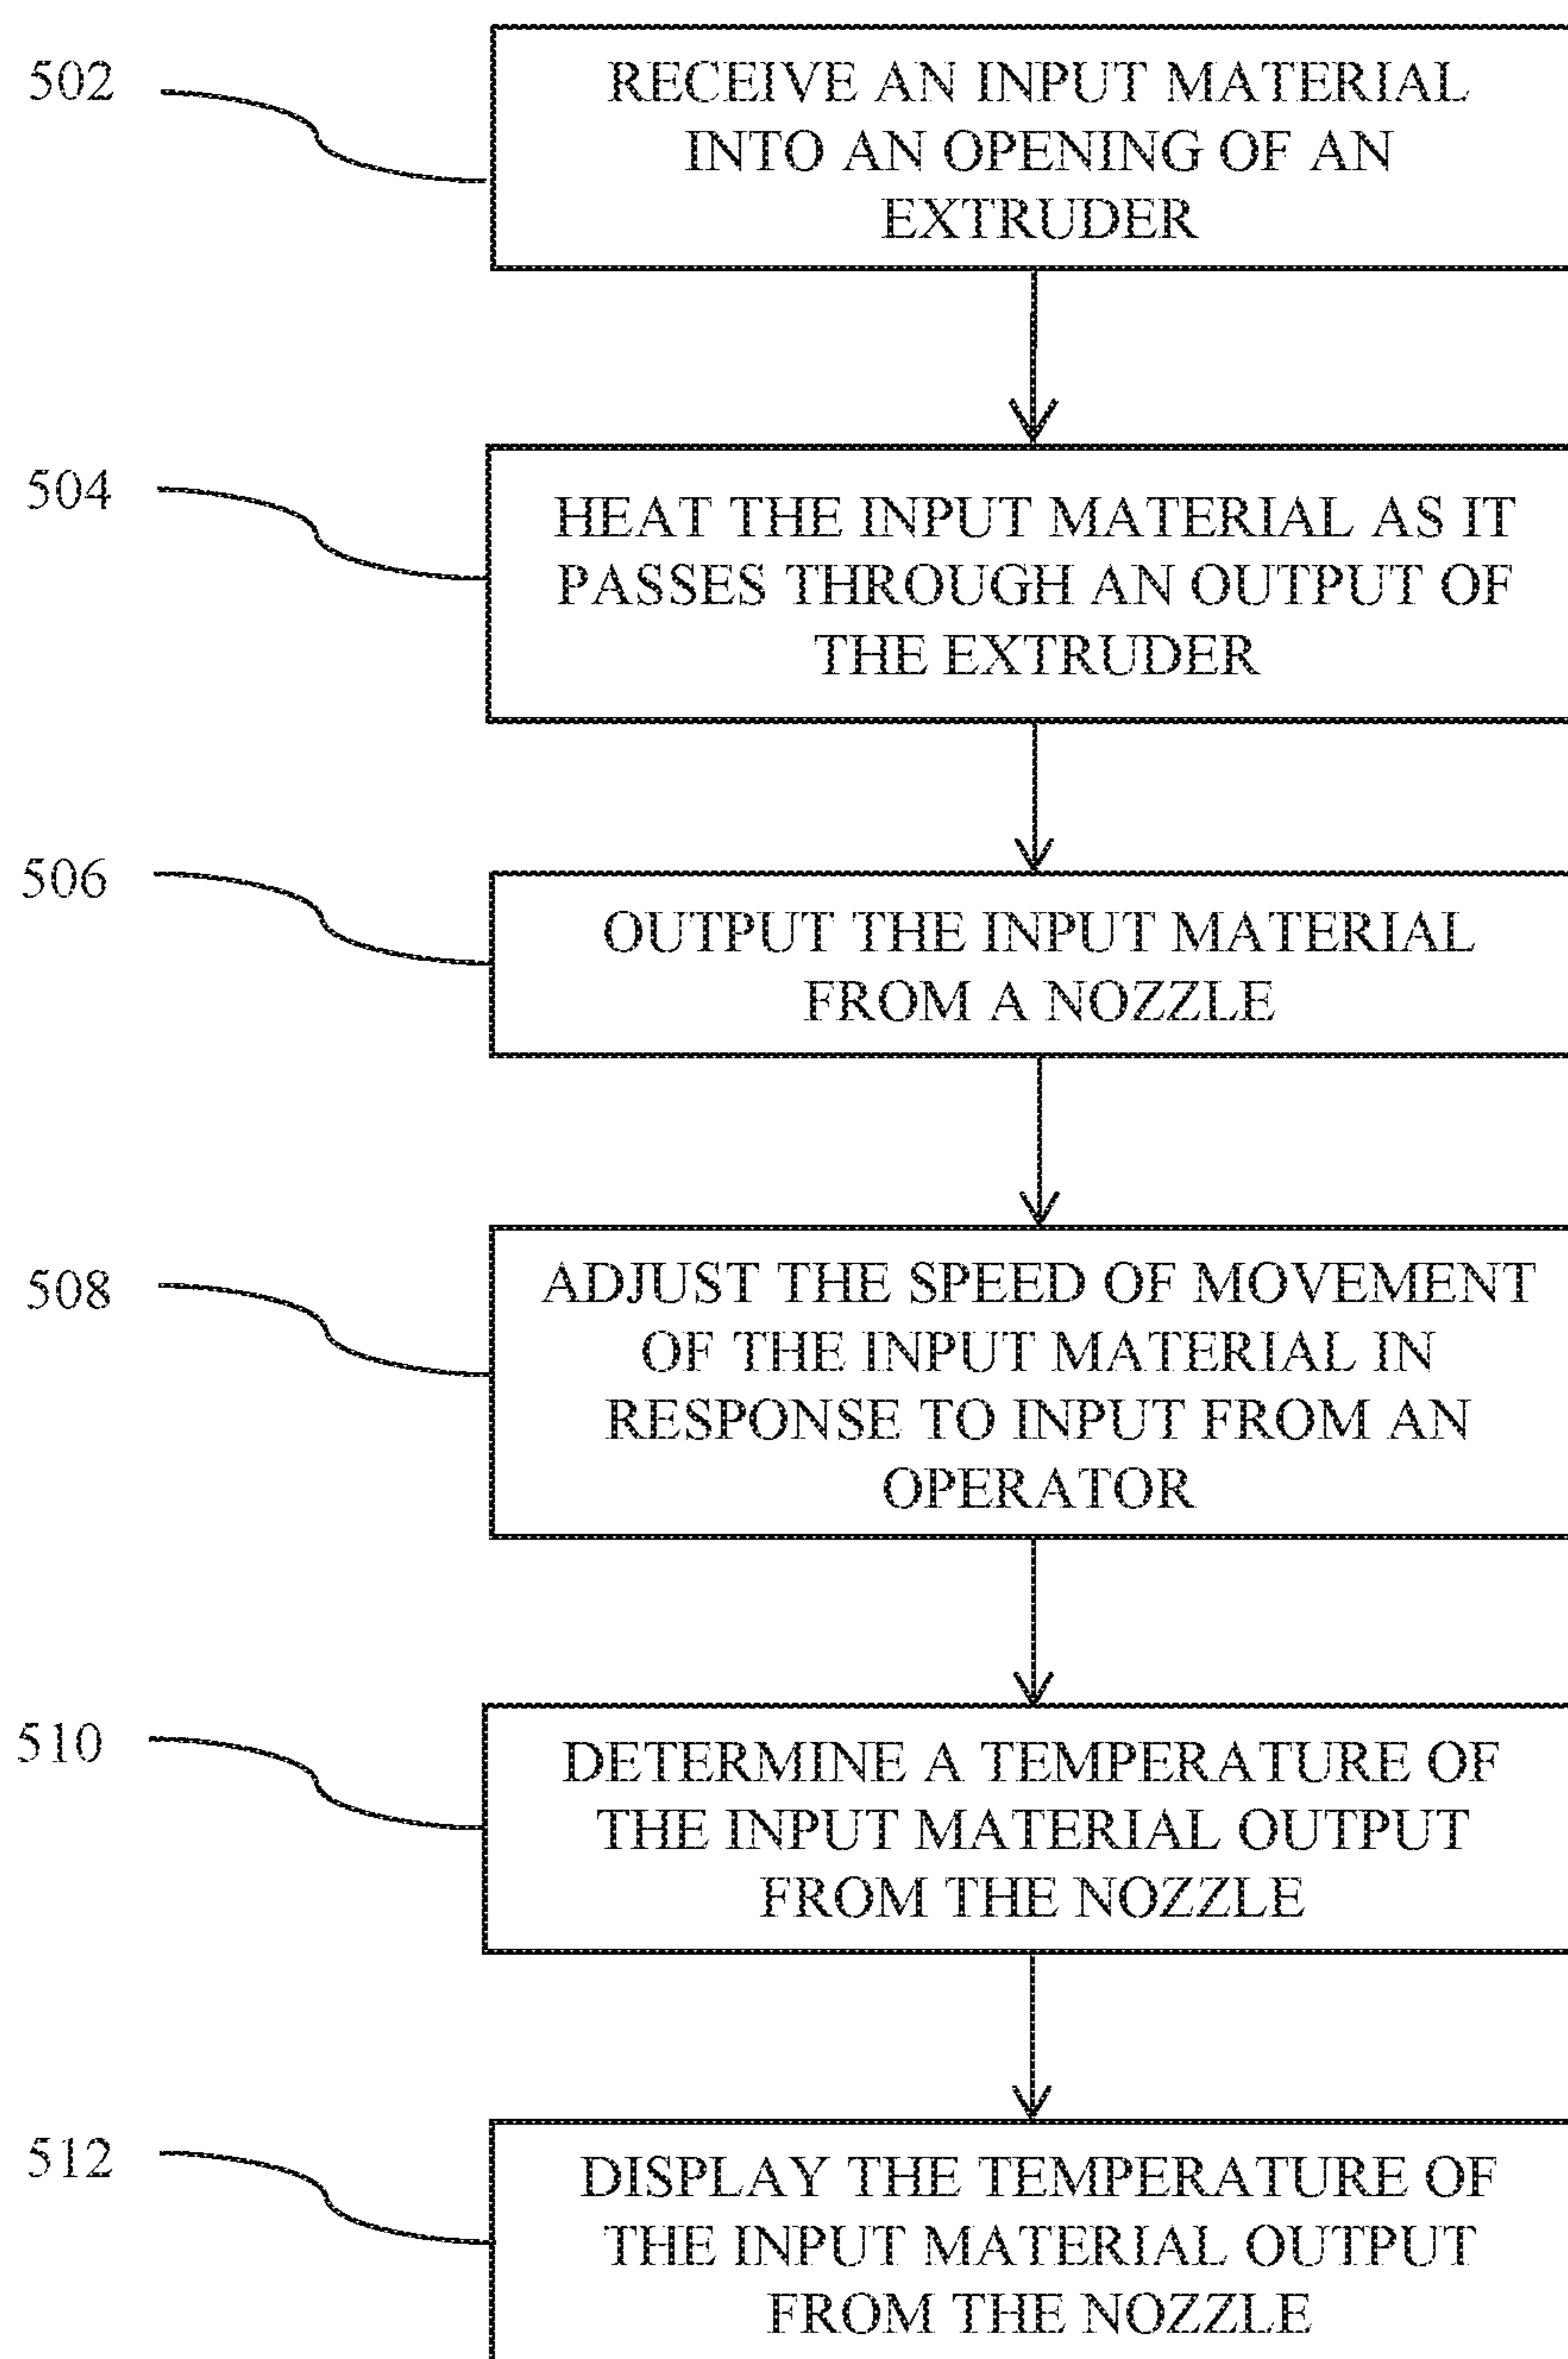 502
RECEIVE AN INPUT MATERIAL
INTO AN OPENING OF AN
EXTRUDER
504
HEAT THE INPUT MATERIAL AS IT
PASSES THROUGH AN OUTPUT OF
THE EXTRUDER
506
OUTPUT THE INPUT MATERIAL
FROM A NOZZLE
508
ADJUST THE SPEED OF MOVEMENT
OF THE INPUT MATERIAL IN
RESPONSE TO INPUT FROM AN
OPERATOR
510
DETERMINE A TEMPERATURE OF
THE INPUT MATERIAL OUTPUT
FROM THE NOZZLE
512
DISPLAY THE TEMPERATURE OF
THE INPUT MATERIAL OUTPUT
FROM THE NOZZLE